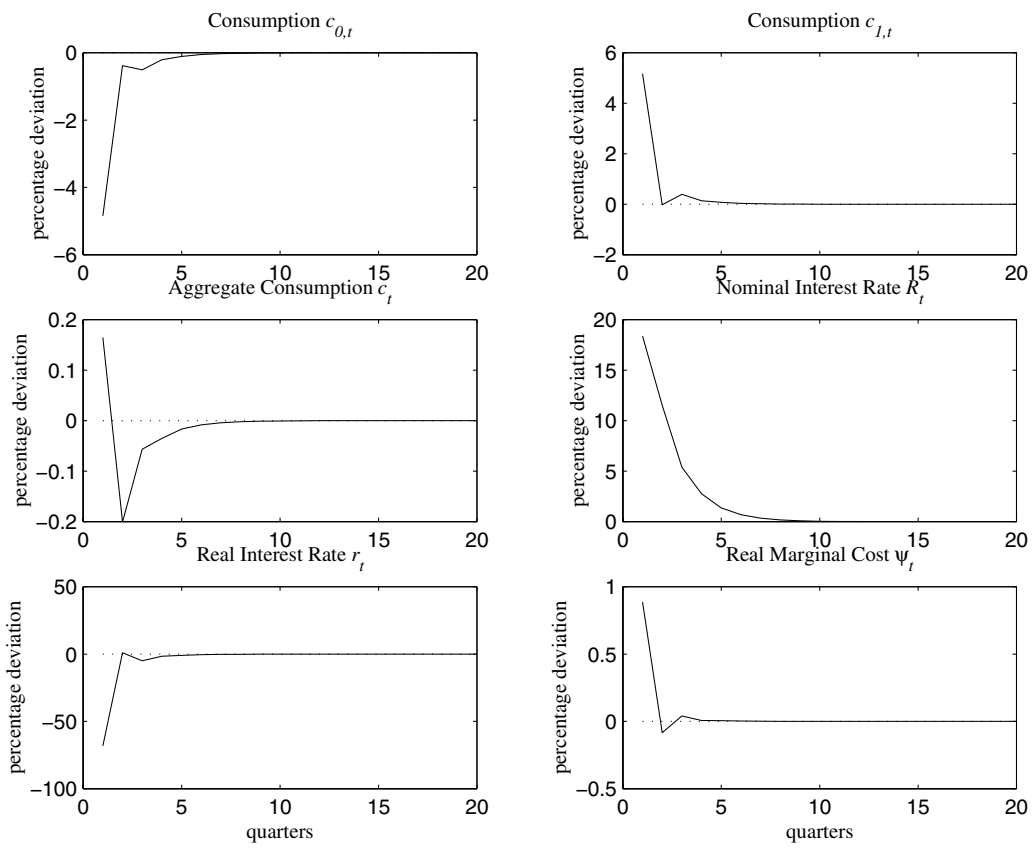 Consumption c0,t
0
−2
−4
−6
percentage deviation
0 5 10 15 20
Consumption c1,t
6
4
2
0
−2
percentage deviation
0 5 10 15 20
Aggregate Consumption ct
0.2
0.1
0
−0.1
−0.2
percentage deviation
0 5 10 15 20
Nominal Interest Rate Rt
20
15
10
5
0
percentage deviation
0 5 10 15 20
Real Interest Rate rt
50
0
−50
−100
percentage deviation
0 5 10 15 20
quarters
Real Marginal Cost ψt
1
0.5
0
−0.5
percentage deviation
0 5 10 15 20
quarters